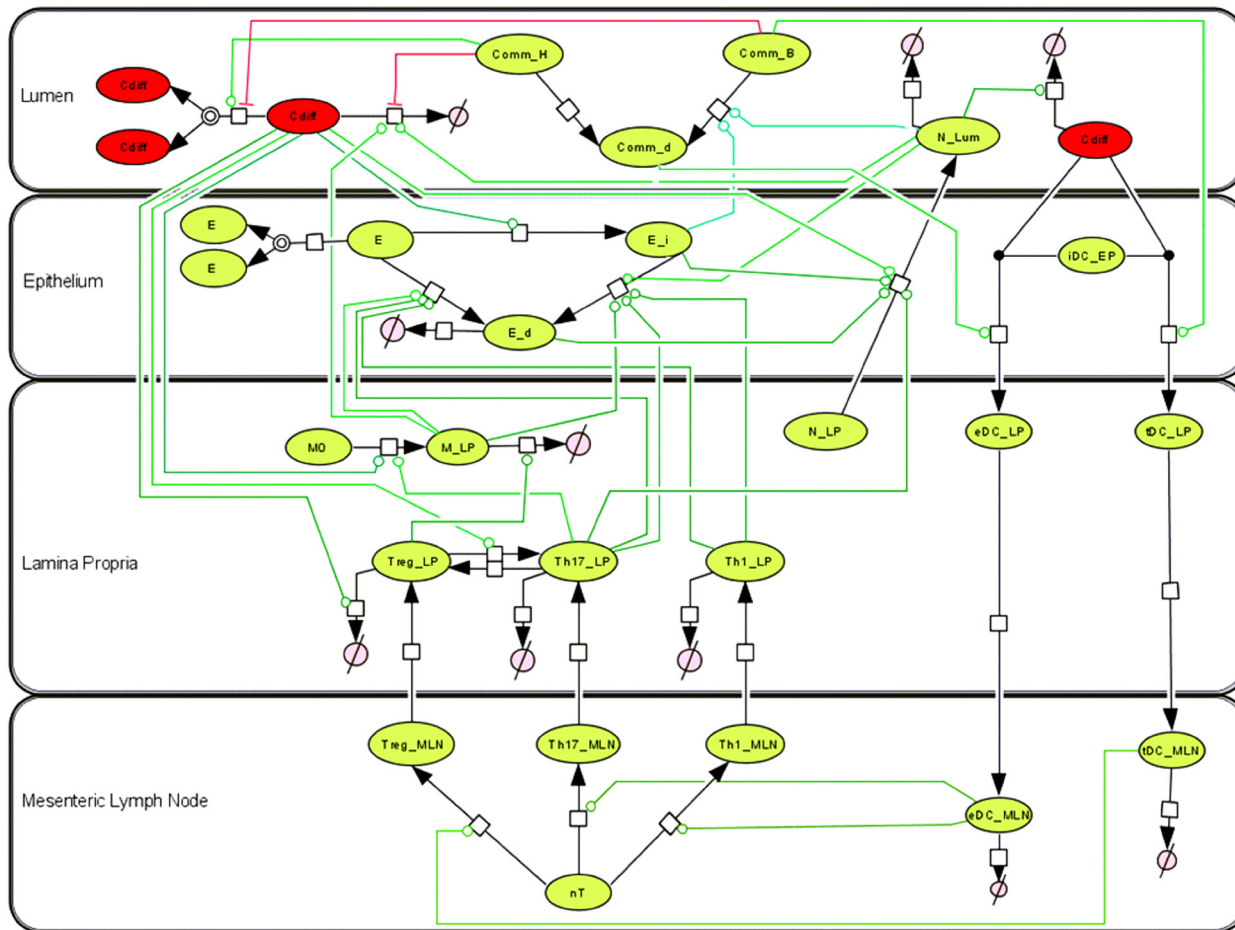 Lumen
Cdiff
Cdiff
Cdiff
Comm_H
Comm_B
Comm_d
N_Lum
Cdiff
Epithelium
E
E
E
E_i
E_d
iDC_EP
Lamina Propria
M0
M_LP
N_LP
eDC_LP
tDC_LP
Treg_LP
Th17_LP
Th1_LP
Mesenteric Lymph Node
Treg_MLN
Th17_MLN
Th1_MLN
tDC_MLN
eDC_MLN
nT